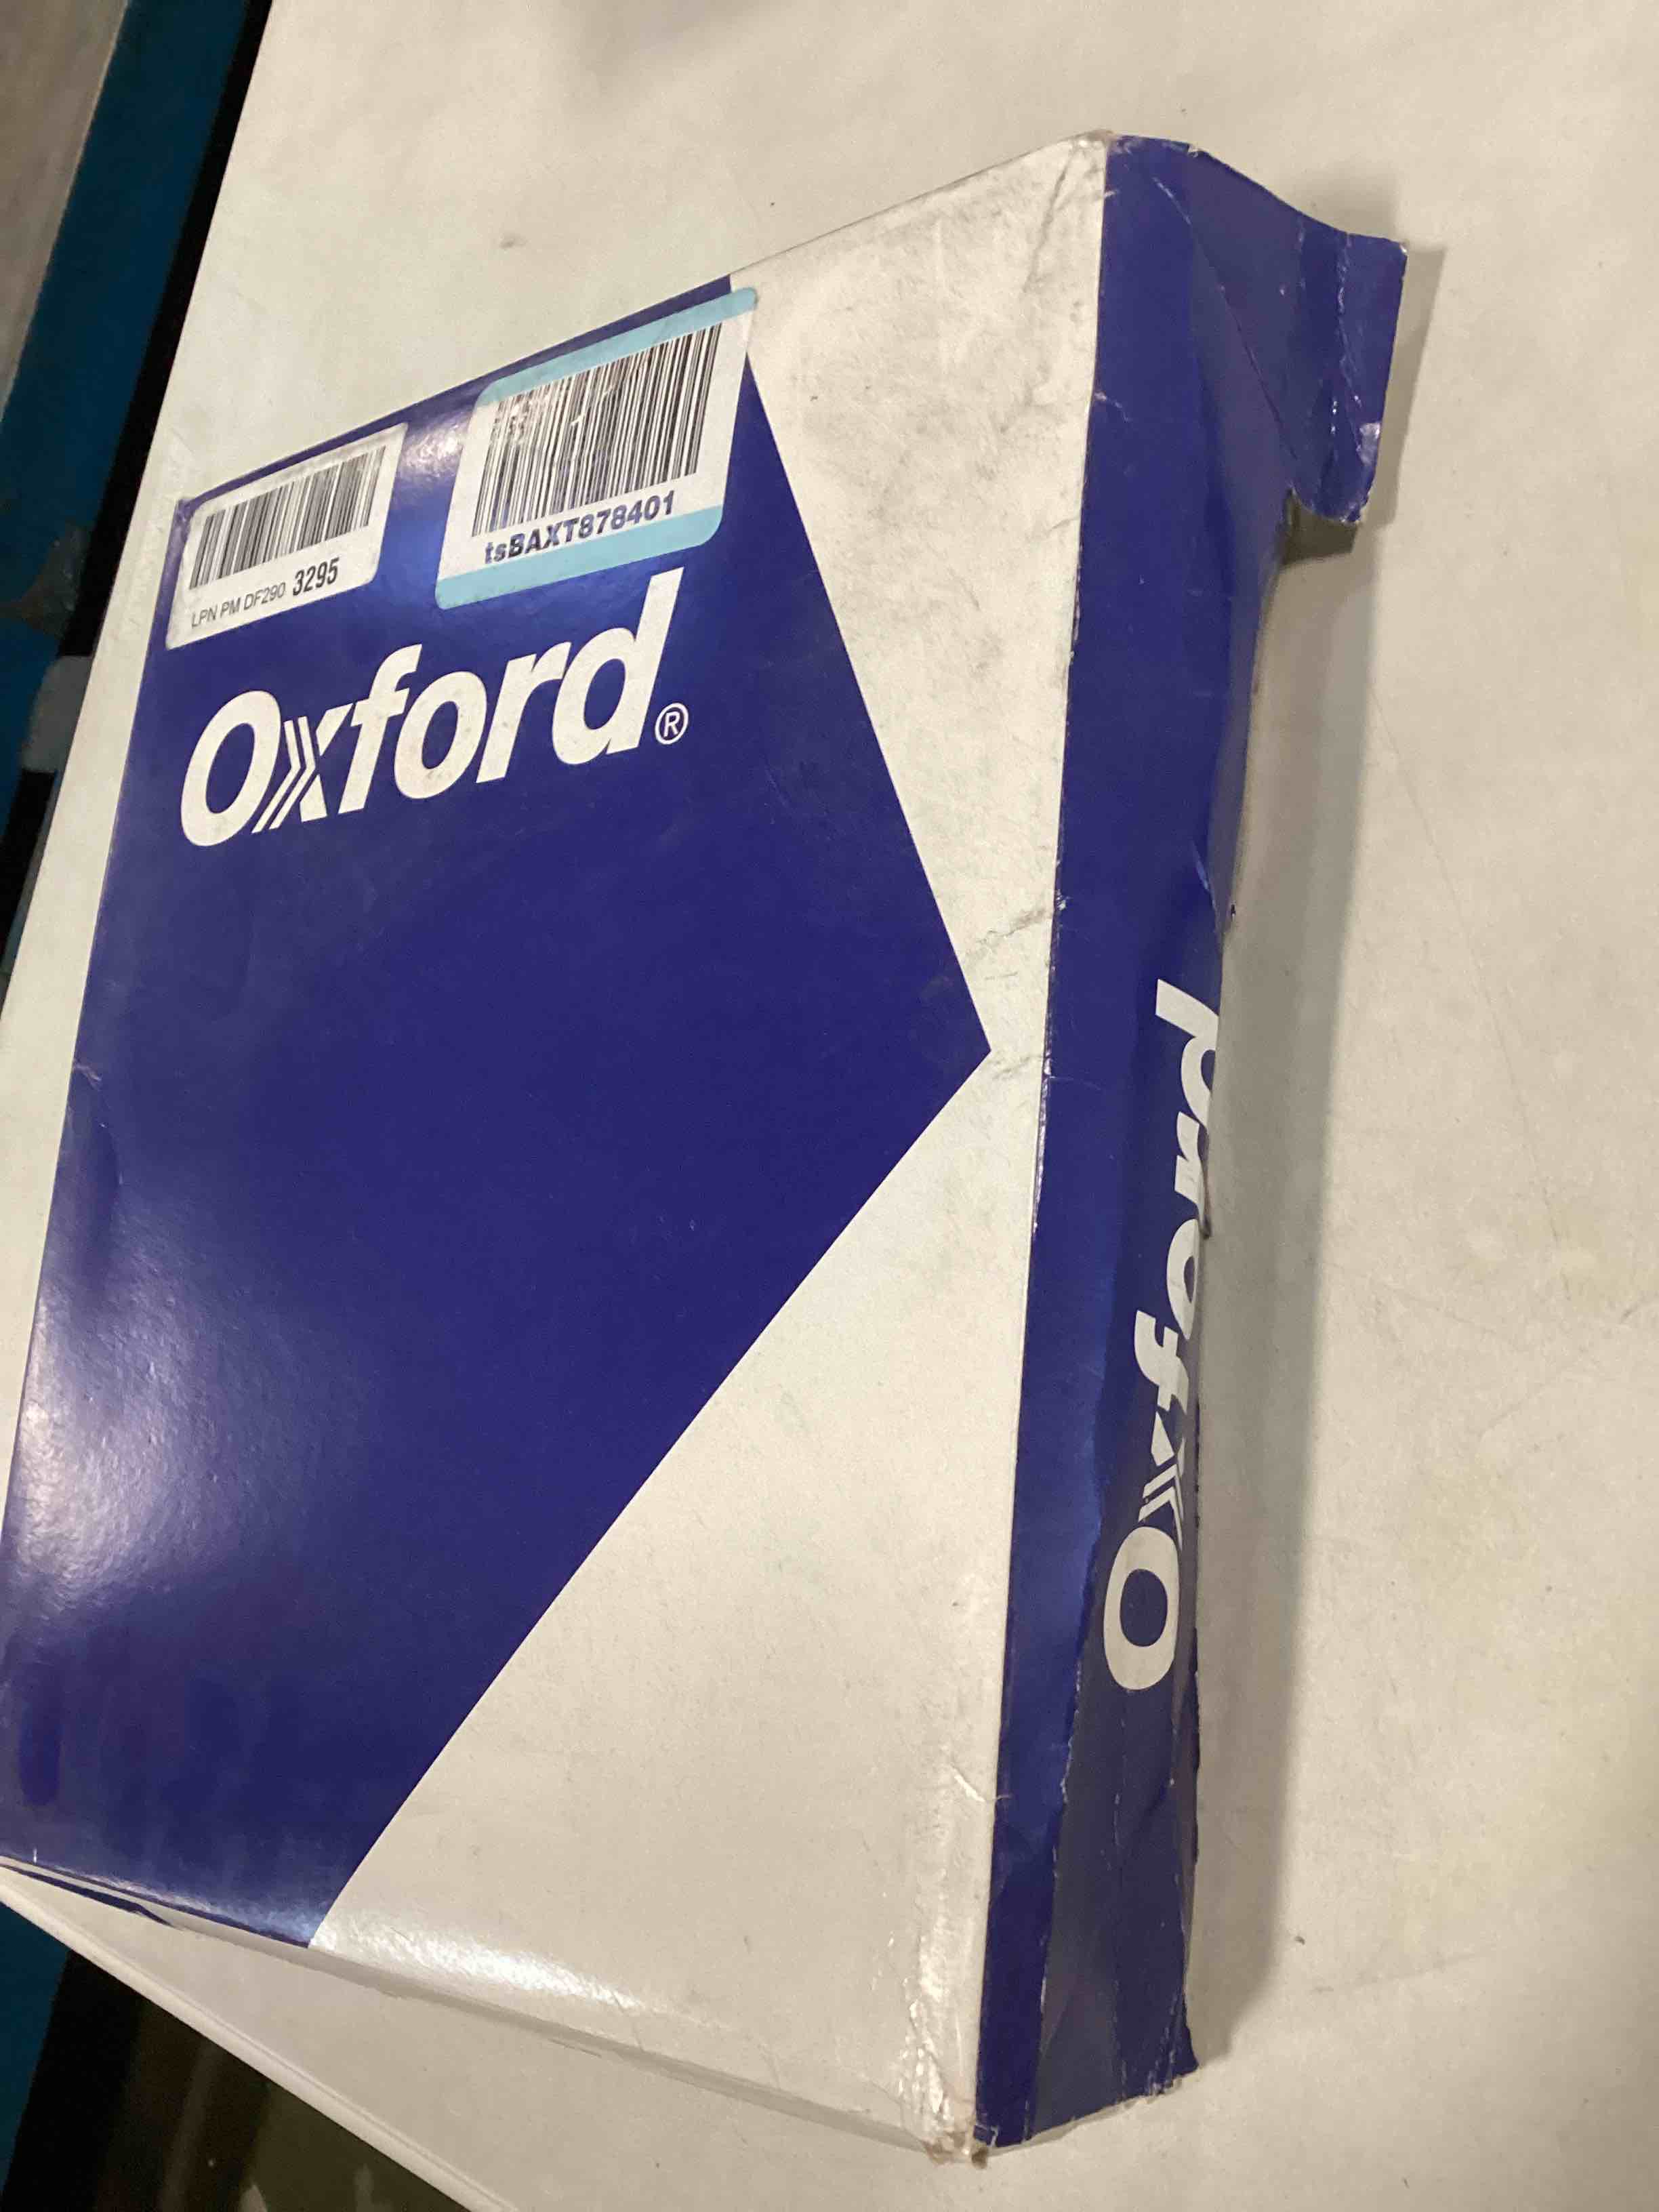 LPN PM DF290 3295
tsBAXT878401
Oxford®
Oxford